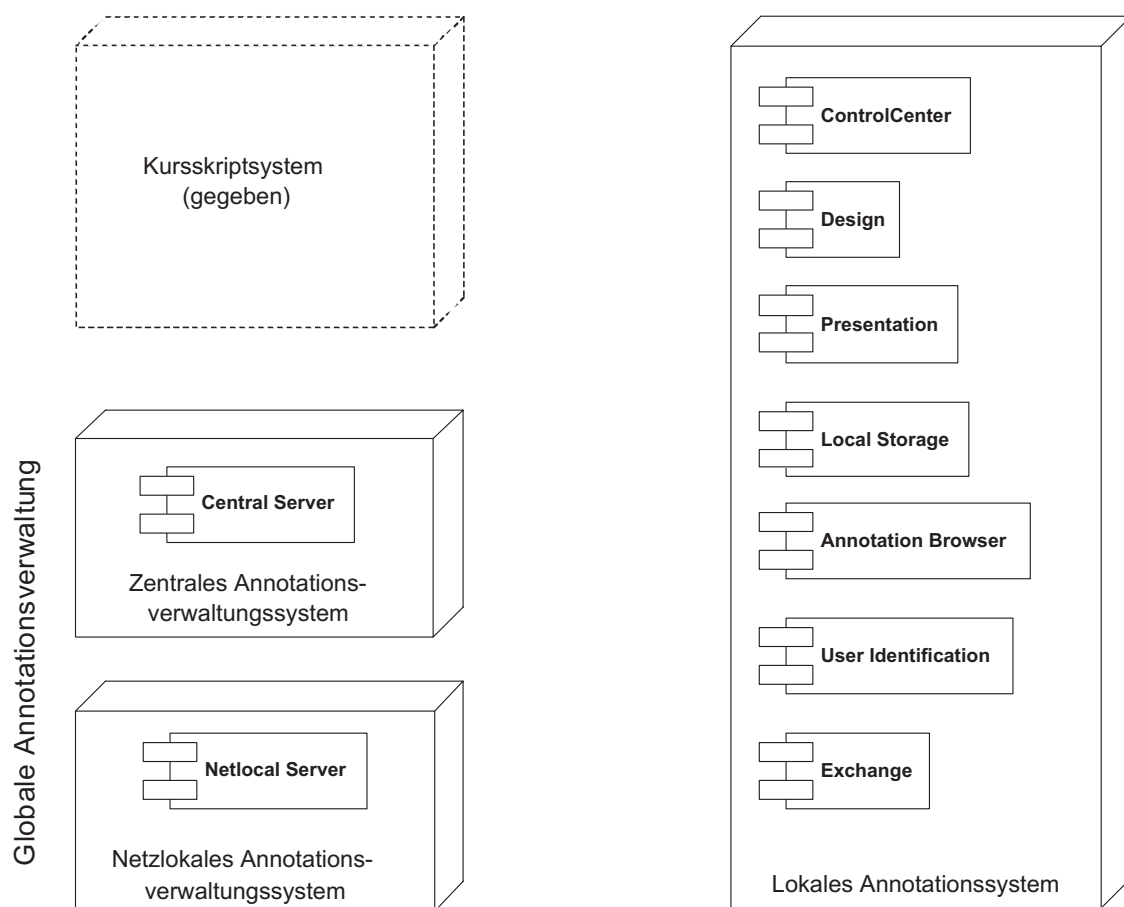 Kursskriptsystem
(gegeben)
Globale Annotationsverwaltung
Central Server
Zentrales Annotations-
verwaltungssystem
Netlocal Server
Netzlokales Annotations-
verwaltungssystem
ControlCenter
Design
Presentation
Local Storage
Annotation Browser
User Identification
Exchange
Lokales Annotationssystem